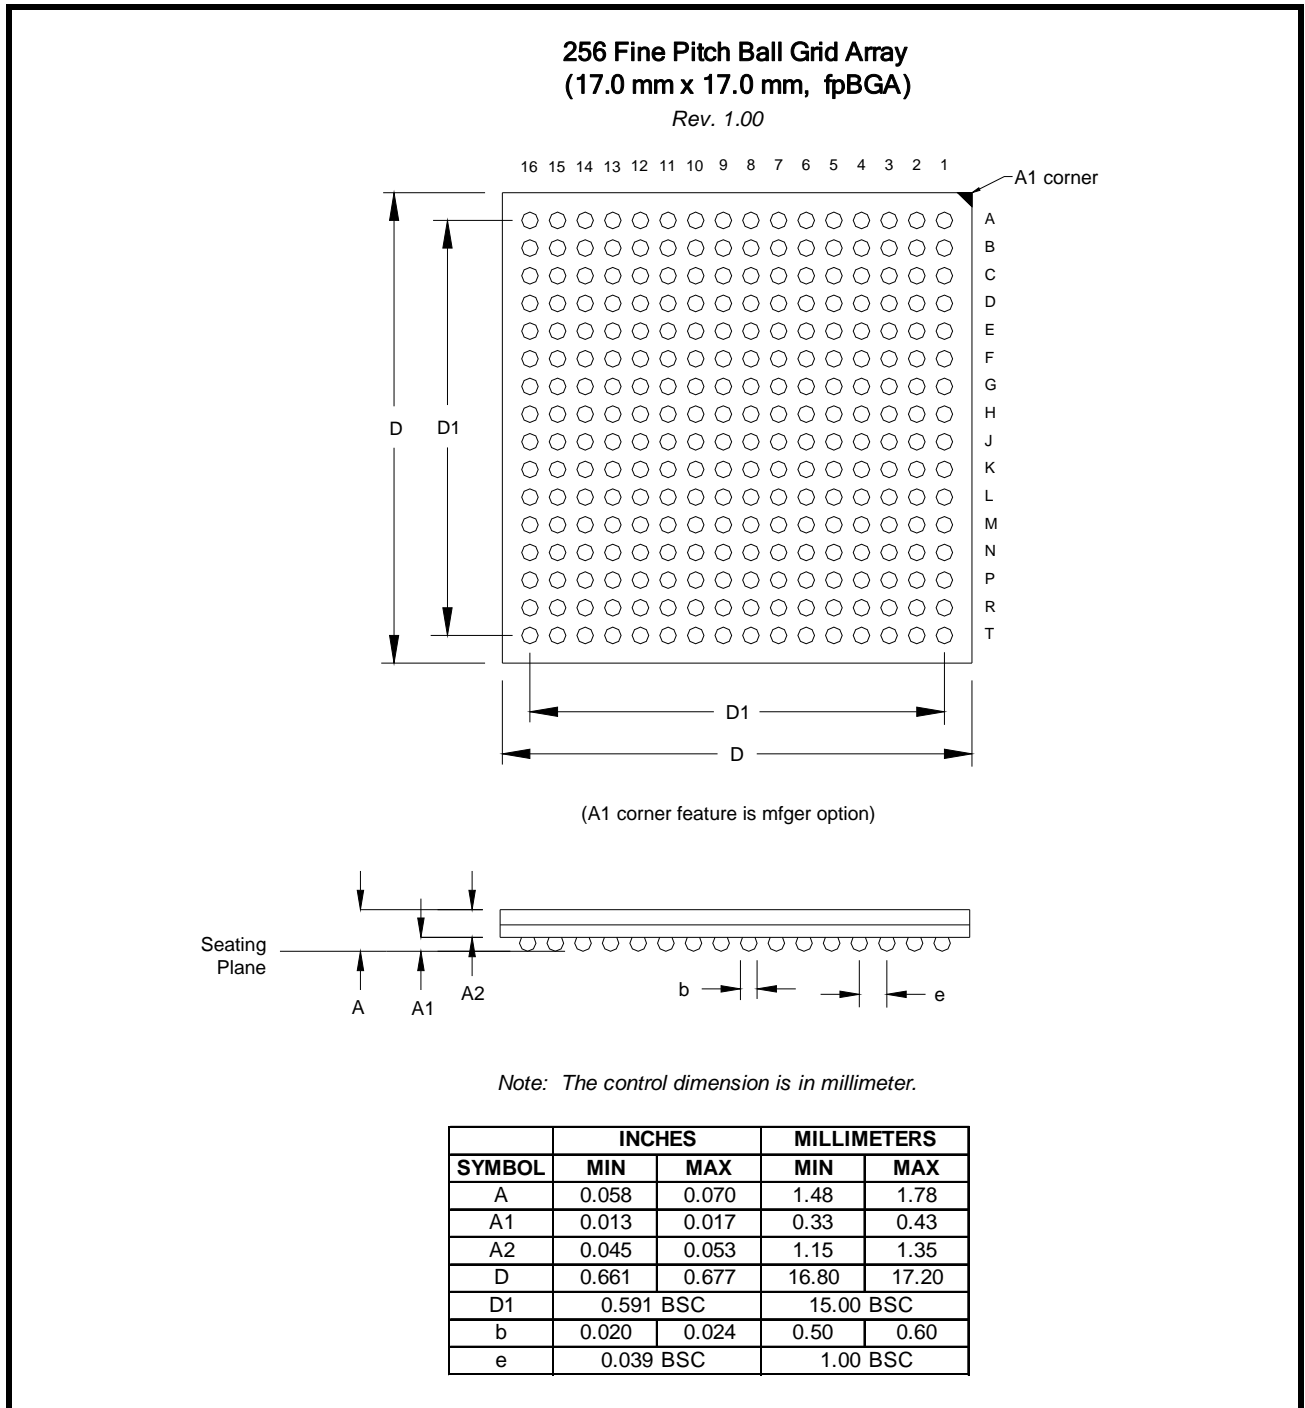 256 Fine Pitch Ball Grid Array
(17.0 mm x 17.0 mm, fpBGA)
Rev. 1.00
16 15 14 13 12 11 10 9 8 7 6 5 4 3 2 1
A1 corner
A
B
C
D
E
F
G
H
D D1 J
K
L
M
N
P
R
T
D1
D
(A1 corner feature is mfger option)
Seating
Plane
A A1 A2 b e
Note: The control dimension is in millimeter.
INCHES MILLIMETERS
SYMBOL MIN MAX MIN MAX
A 0.058 0.070 1.48 1.78
A1 0.013 0.017 0.33 0.43
A2 0.045 0.053 1.15 1.35
D 0.661 0.677 16.80 17.20
D1 0.591 BSC 15.00 BSC
b 0.020 0.024 0.50 0.60
e 0.039 BSC 1.00 BSC